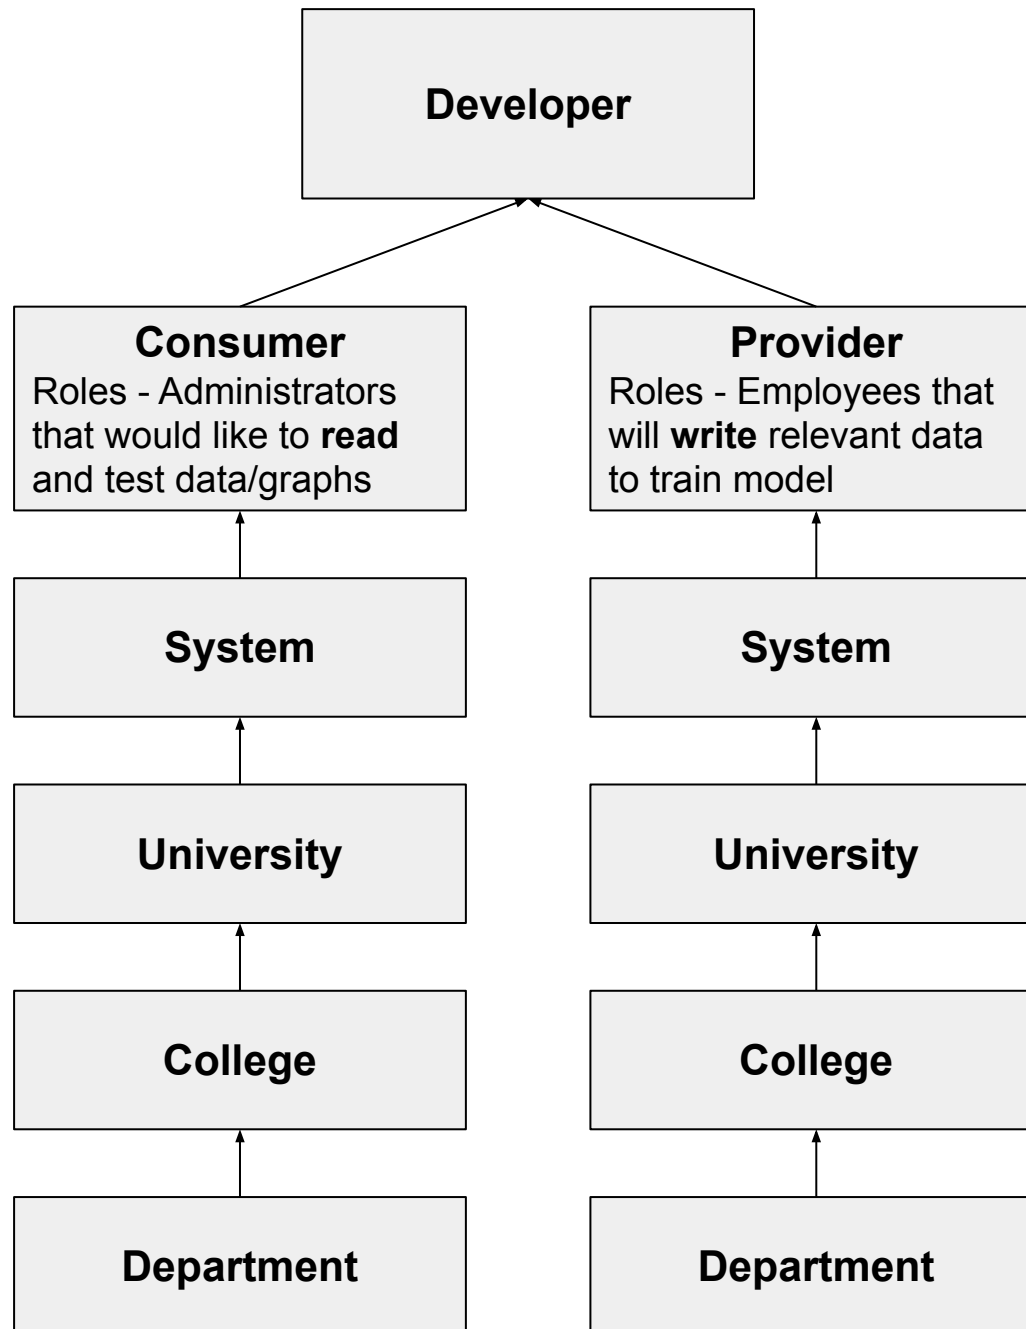 Developer
Consumer
Roles - Administrators
that would like to read
and test data/graphs
Provider
Roles - Employees that
will write relevant data
to train model
System
System
University
University
College
College
Department
Department